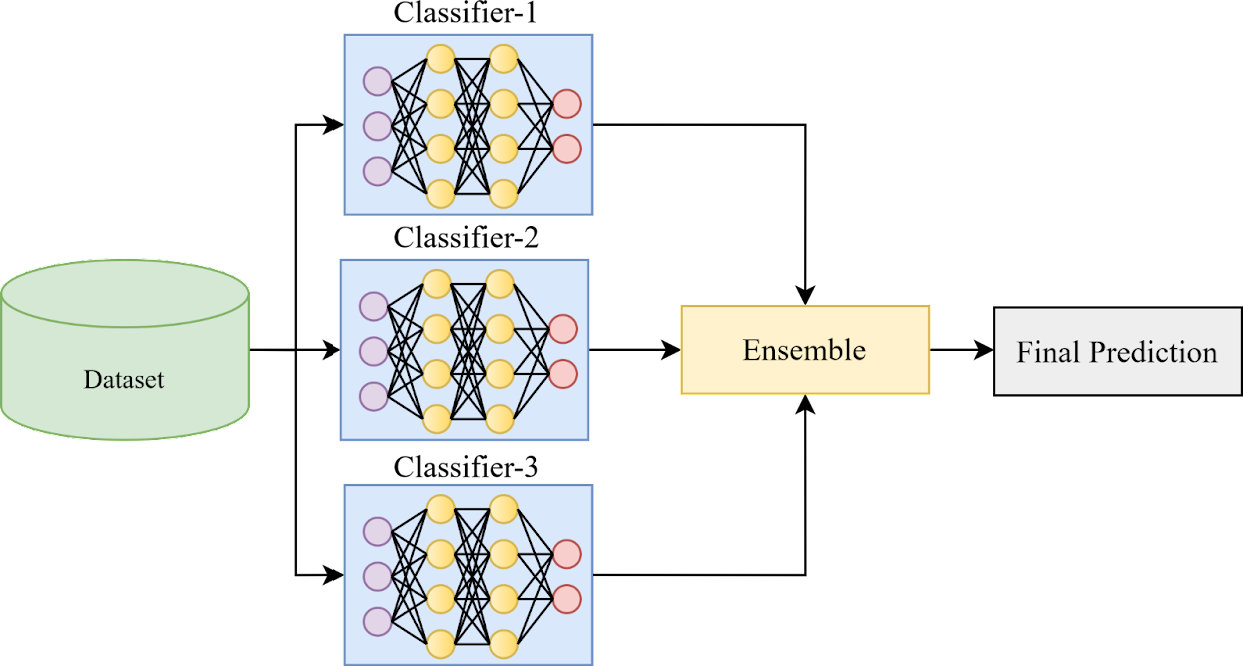 Classifier-1
Classifier-2
Dataset
Ensemble
Final Prediction
Classifier-3